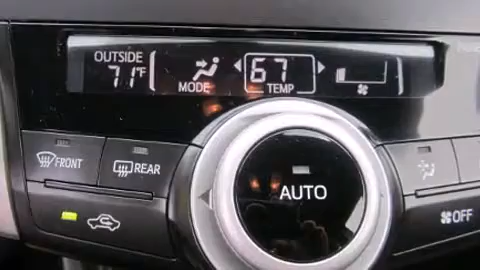 OUTSIDE
71°F
MODE
67
TEMP
FRONT
REAR
AUTO
OFF